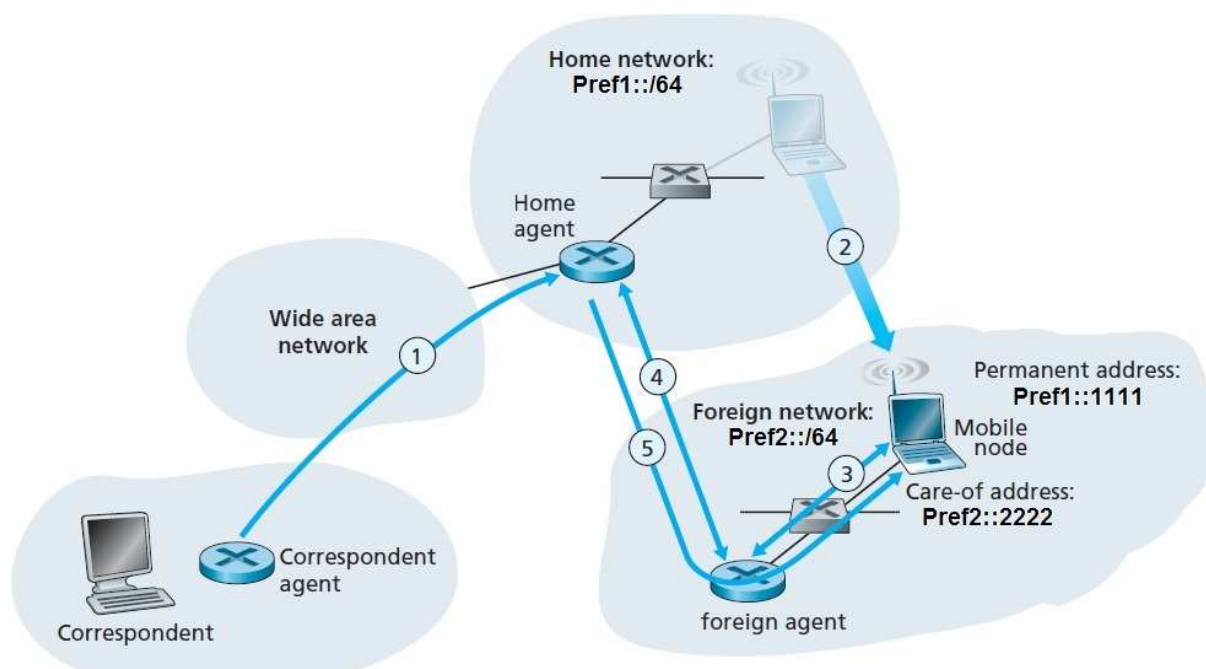 Home network:
Pref1::/64
Home
agent
2
Wide area
network
1
4
Permanent address:
Pref1::1111
Foreign network:
Pref2::/64
Mobile
node
5
3
Care-of address:
Pref2::2222
Correspondent
agent
Correspondent
foreign agent